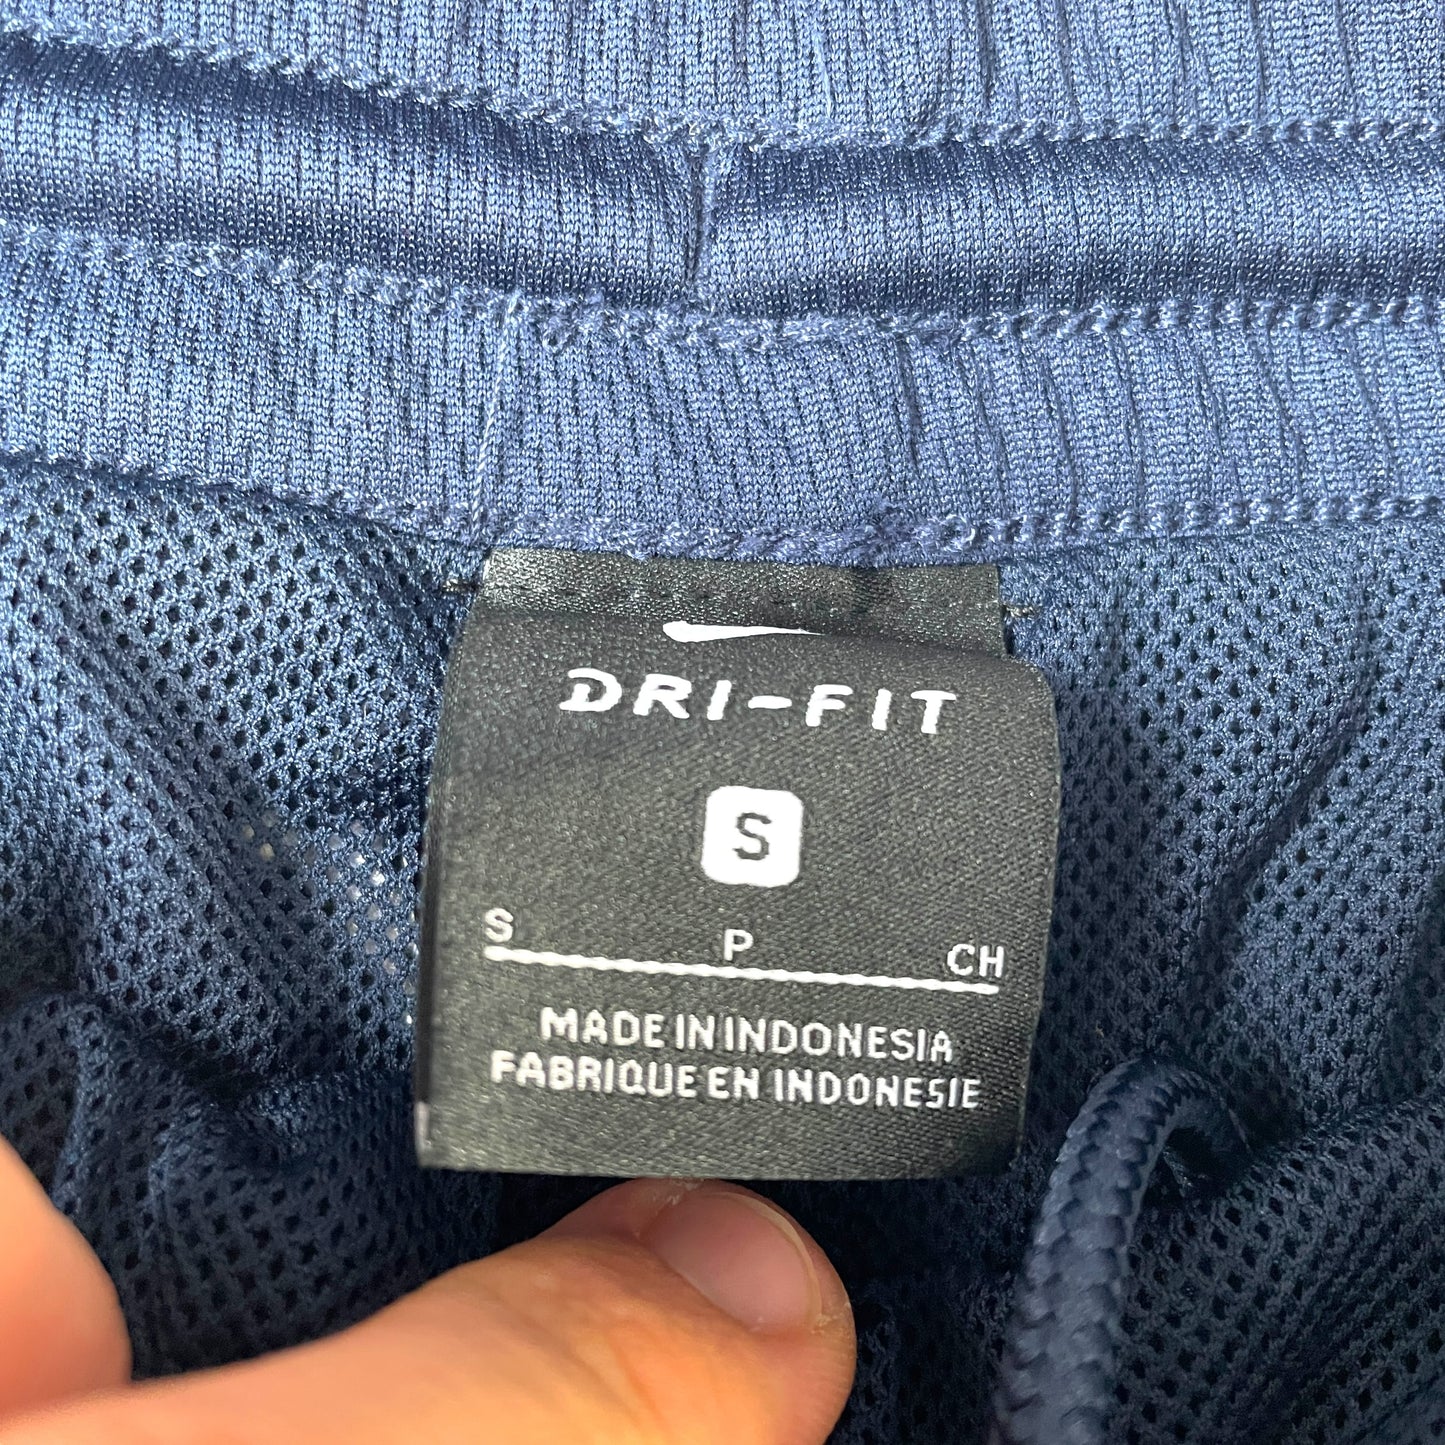 DRI-FIT
S
S P CH
MADE IN INDONESIA
FABRIQUE EN INDONESIE